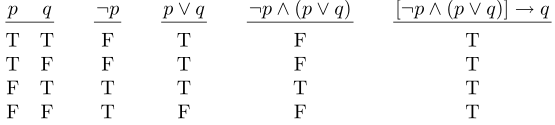 p q ¬p p ∨ q ¬p ∧ (p ∨ q) [¬p ∧ (p ∨ q)] → q
T T F T F T
T F F T F T
F T T T T T
F F T F F T